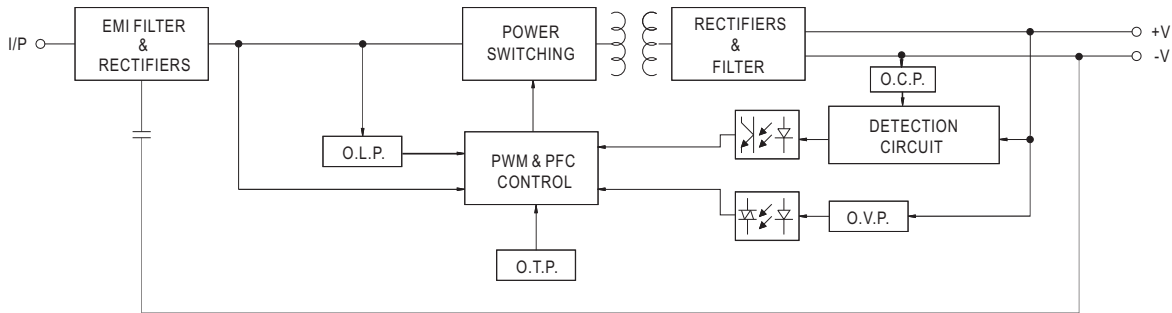 I/P
EMI FILTER
&
RECTIFIERS
POWER
SWITCHING
RECTIFIERS
&
FILTER
+V
-V
O.C.P.
DETECTION
CIRCUIT
O.L.P.
PWM & PFC
CONTROL
O.V.P.
O.T.P.